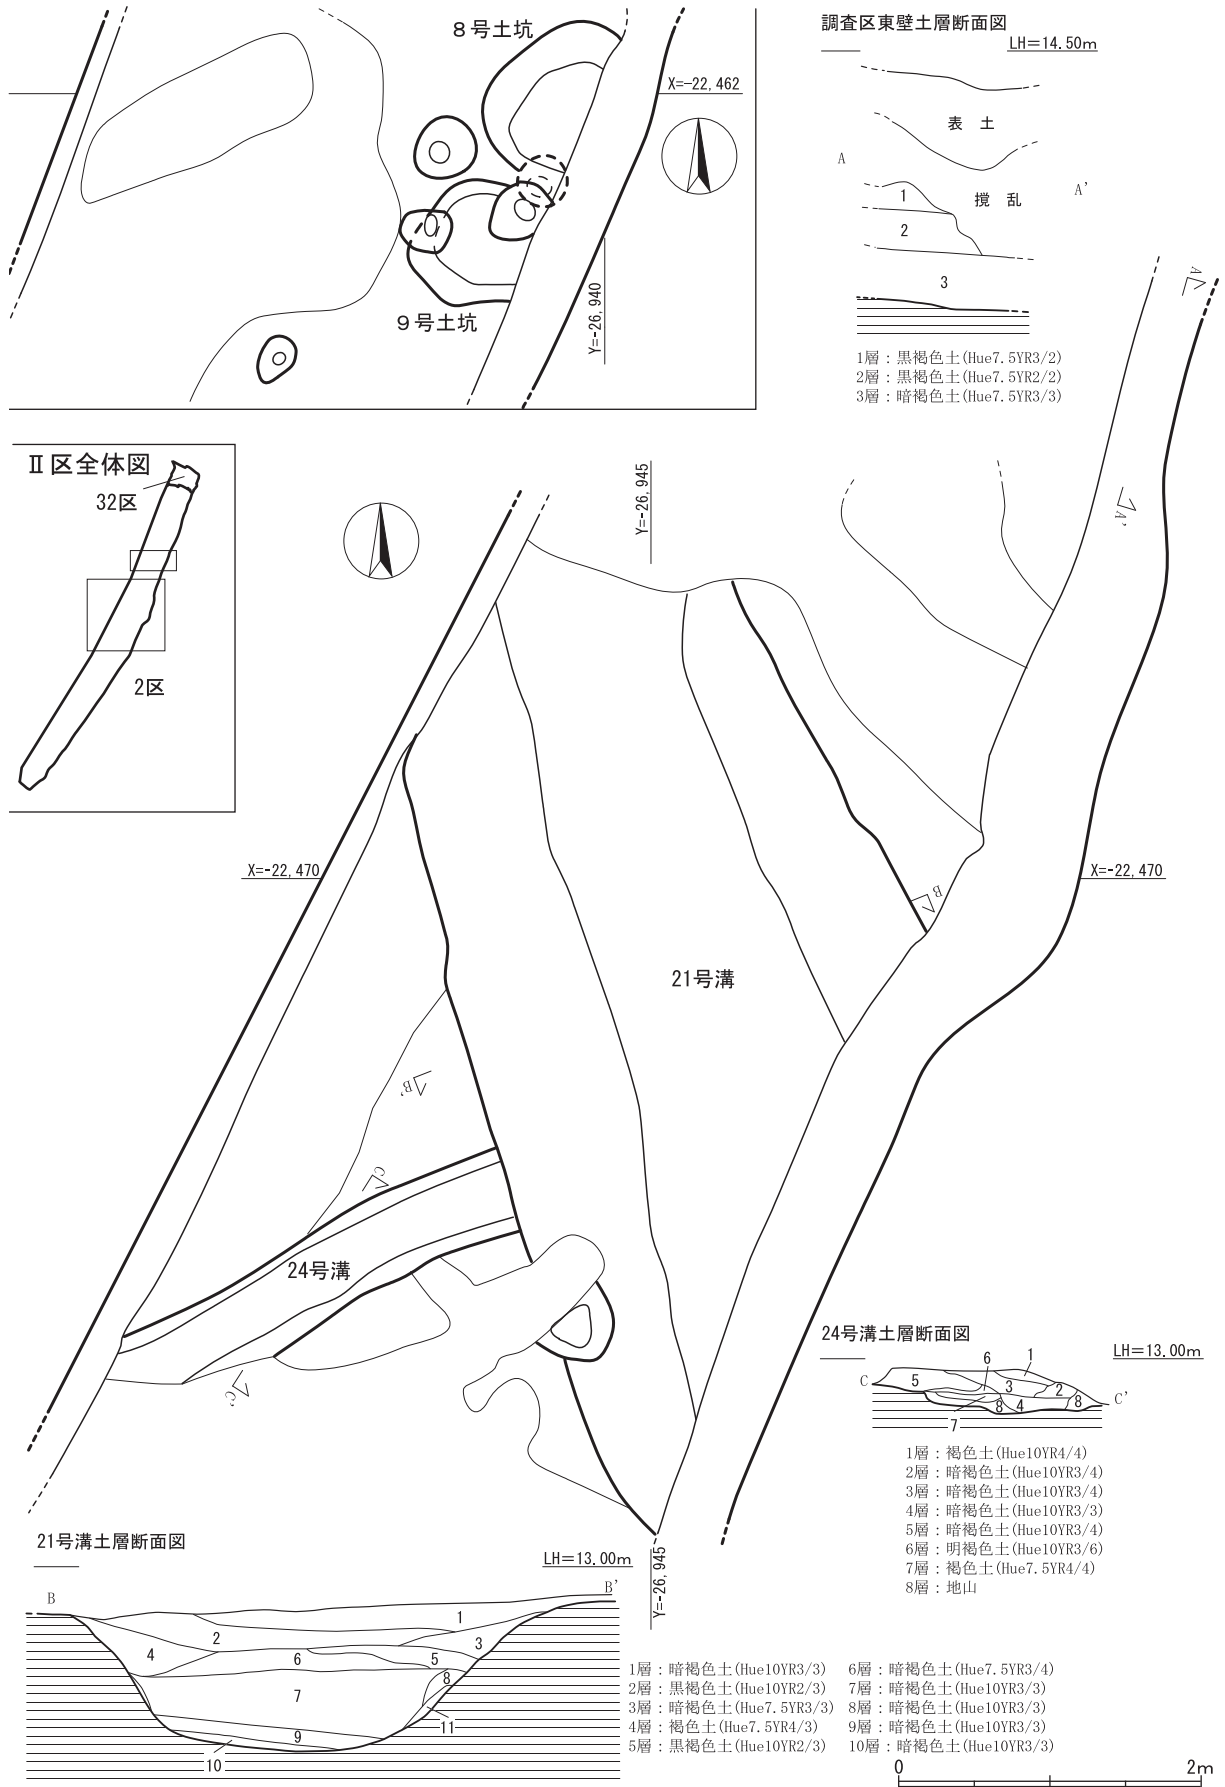 8号土坑
X=-22,462
9号土坑
Y=-26,940
調査区東壁土層断面図
LH=14.50m
表土
A
A'
1
撹乱
2
3
1層：黒褐色土(Hue7.5YR3/2)
2層：黒褐色土(Hue7.5YR2/2)
3層：暗褐色土(Hue7.5YR3/3)
Ⅱ区全体図
32区
2区
Y=-26,945
A
A'
X=-22,470
X=-22,470
B
21号溝
B'
C
24号溝
C'
24号溝土層断面図
LH=13.00m
C
C'
6
1
5
3
2
8
4
8
7
1層：褐色土(Hue10YR4/4)
2層：暗褐色土(Hue10YR3/4)
3層：暗褐色土(Hue10YR3/4)
4層：暗褐色土(Hue10YR3/3)
5層：暗褐色土(Hue10YR3/4)
6層：明褐色土(Hue10YR3/6)
7層：褐色土(Hue7.5YR4/4)
8層：地山
21号溝土層断面図
LH=13.00m
Y=-26,945
B
B'
1
2
3
4
6
5
8
7
11
9
10
1層：暗褐色土(Hue10YR3/3)
2層：黒褐色土(Hue10YR2/3)
3層：暗褐色土(Hue7.5YR3/3)
4層：褐色土(Hue7.5YR4/3)
5層：黒褐色土(Hue10YR2/3)
6層：暗褐色土(Hue7.5YR3/4)
7層：暗褐色土(Hue10YR3/3)
8層：暗褐色土(Hue10YR3/3)
9層：暗褐色土(Hue10YR3/3)
10層：暗褐色土(Hue10YR3/3)
0
2m